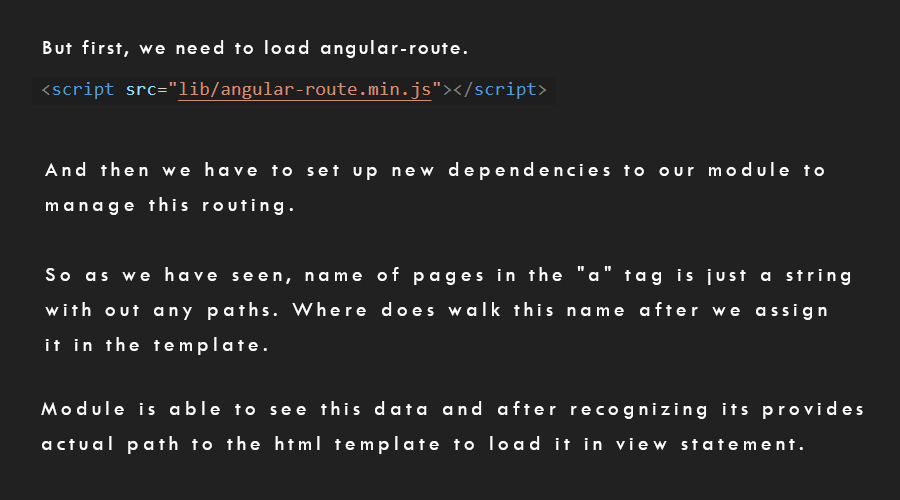 But first, we need to load angular-route.
<script src="lib/angular-route.min.js"></script>
And then we have to set up new dependencies to our module to
manage this routing.
So as we have seen, name of pages in the "a" tag is just a string
with out any paths. Where does walk this name after we assign
it in the template.
Module is able to see this data and after recognizing its provides
actual path to the html template to load it in view statement.